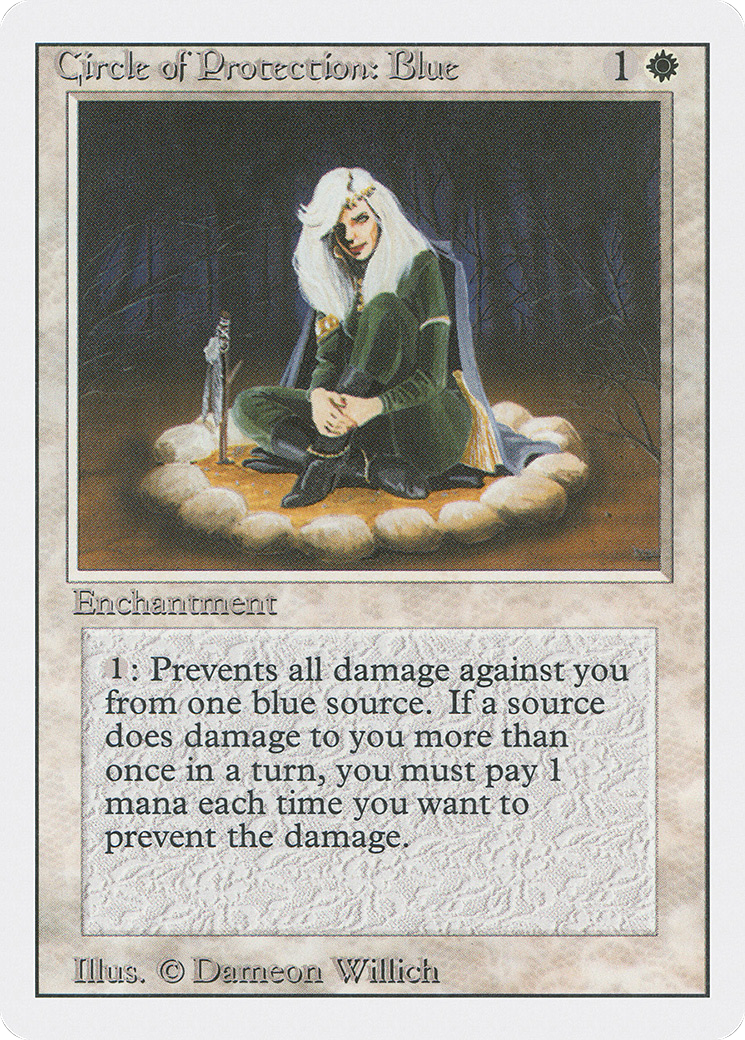 Circle of Protection: Blue 1
Enchantment
1: Prevents all damage against you
from one blue source. If a source
does damage to you more than
once in a turn, you must pay 1
mana each time you want to
prevent the damage.
Illus. © Dameon Willich